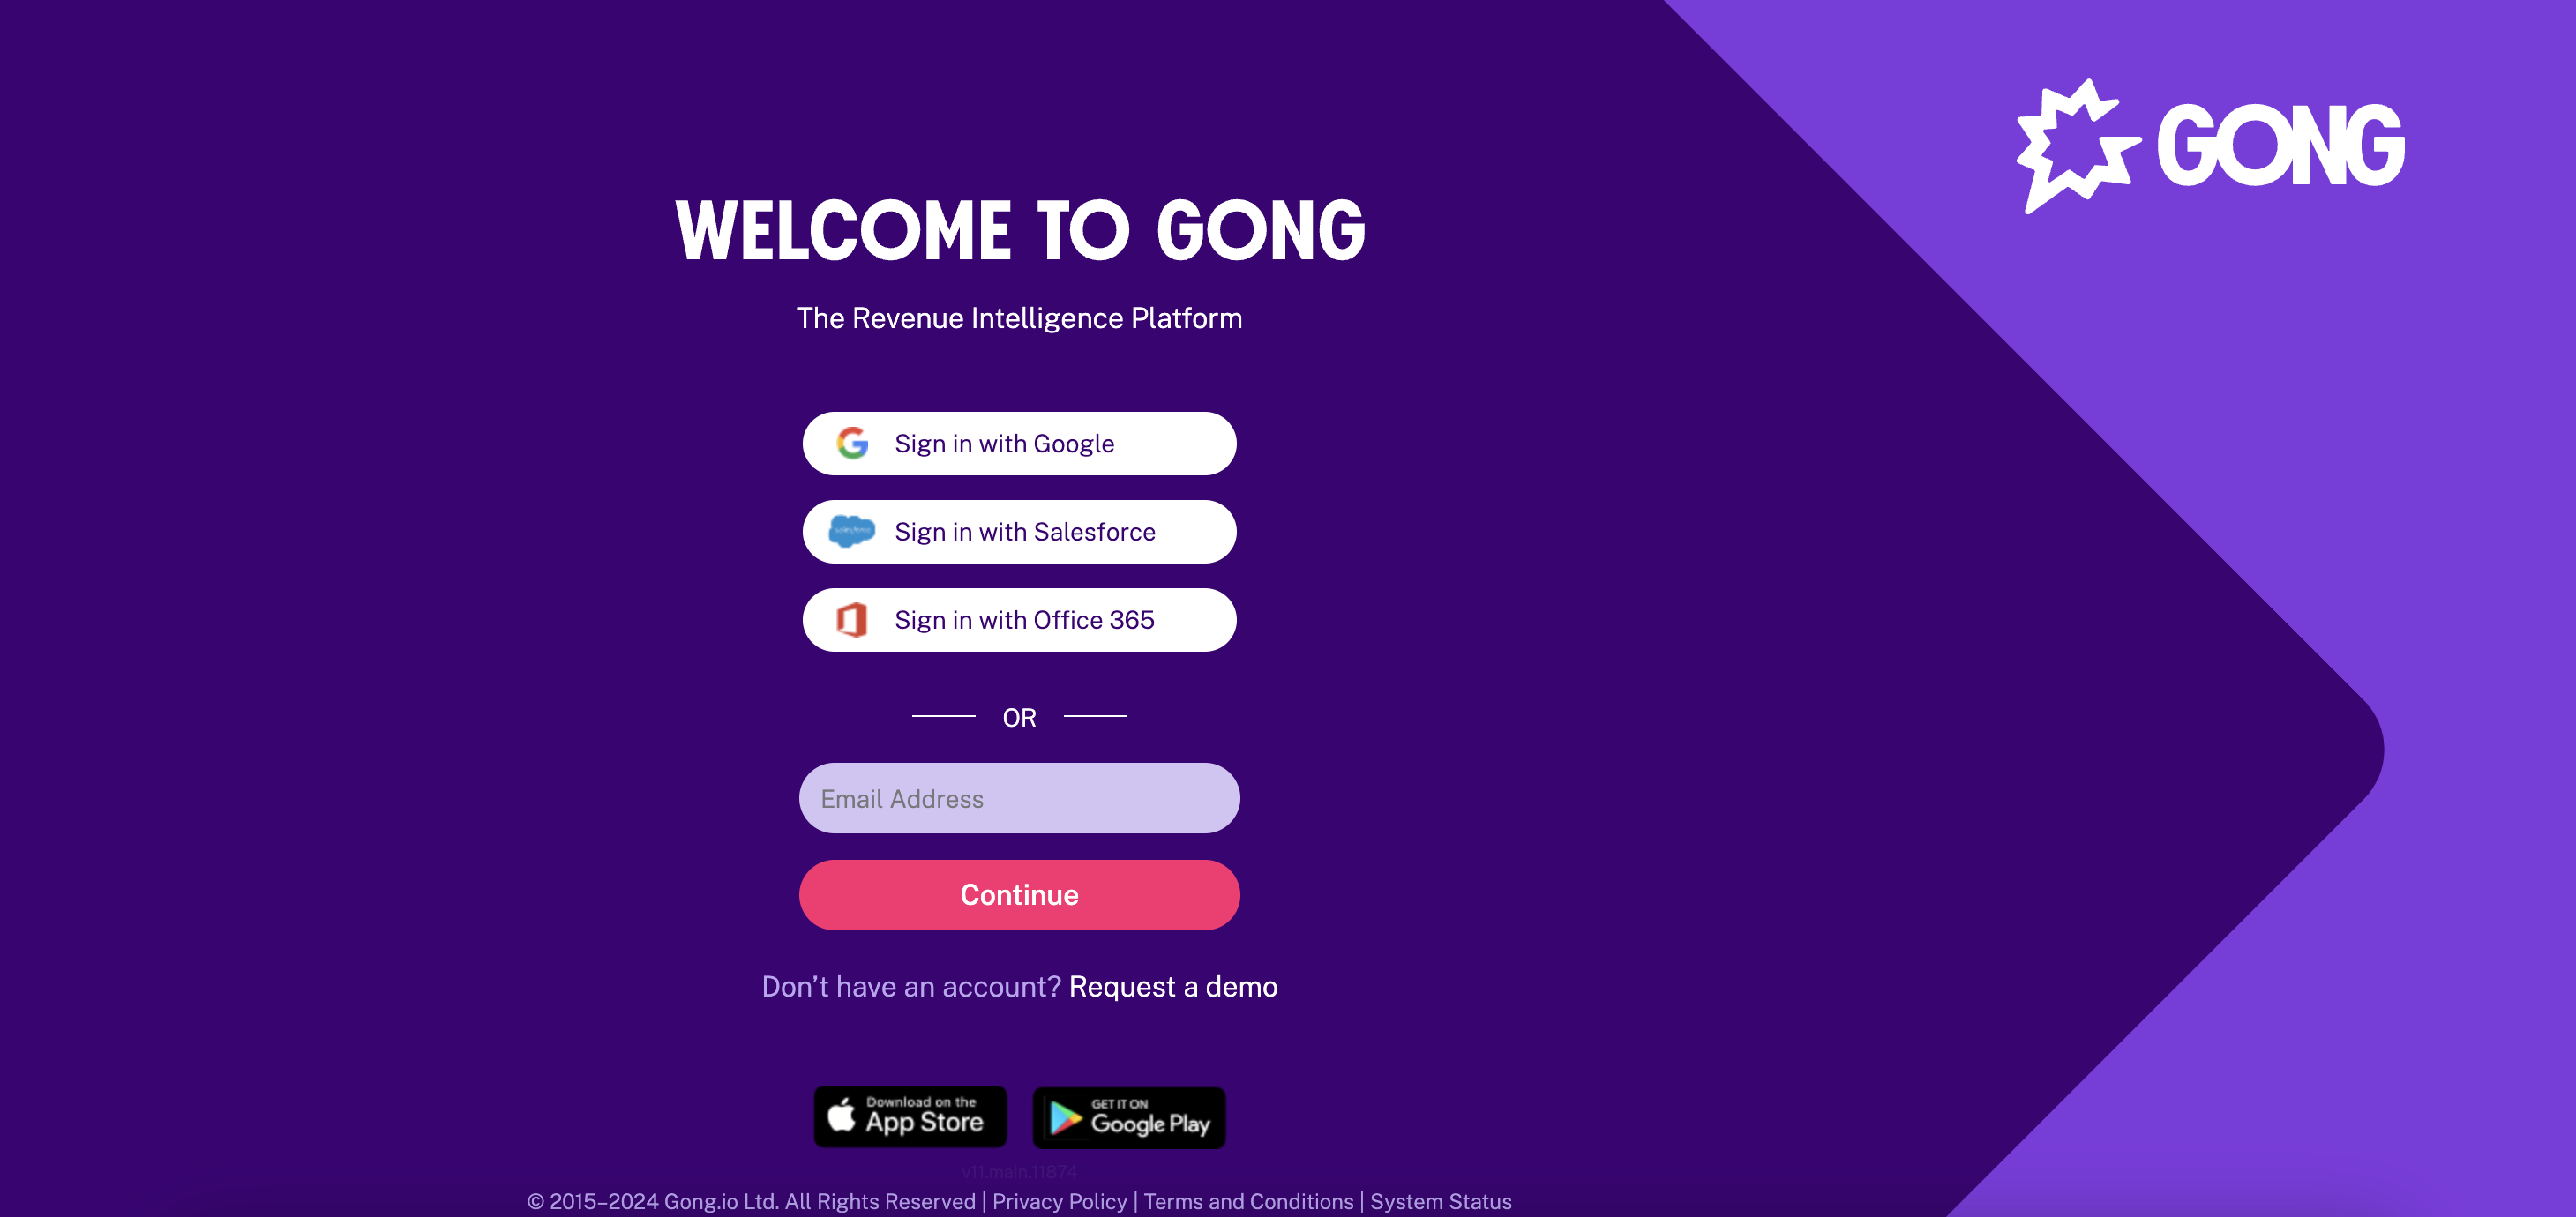 GONG
WELCOME TO GONG
The Revenue Intelligence Platform
Sign in with Google
salesforce
Sign in with Salesforce
Sign in with Office 365
OR
Email Address
Continue
Don’t have an account? Request a demo
Download on the
App Store
GET IT ON
Google Play
v11.main.11874
© 2015–2024 Gong.io Ltd. All Rights Reserved | Privacy Policy | Terms and Conditions | System Status